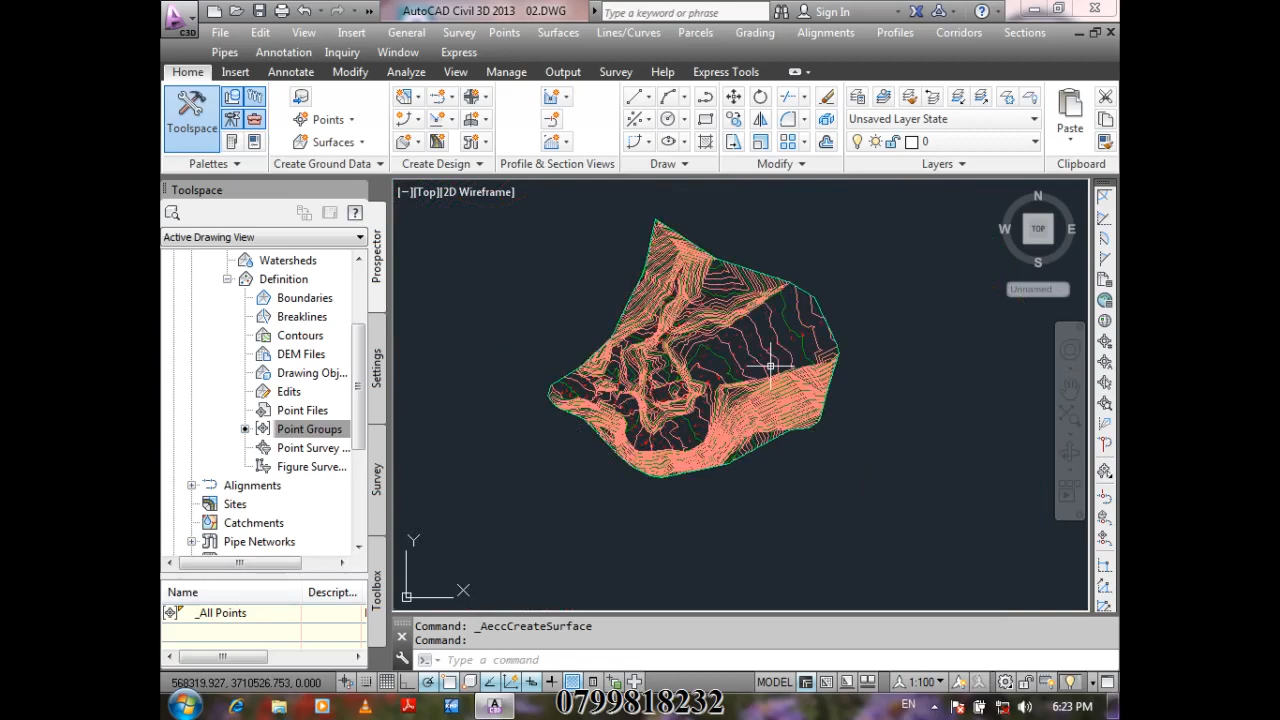 AutoCAD Civil 3D 2013 02.DWG
Type a keyword or phrase
Sign In
C3D
File Edit View Insert General Survey Points Surfaces Lines/Curves Parcels Grading Alignments Profiles Corridors Sections
Pipes Annotation Inquiry Window Express
Home Insert Annotate Modify Analyze View Manage Output Survey Help Express Tools
Toolspace
Points
Surfaces
Unsaved Layer State
0
Paste
Palettes Create Ground Data Create Design Profile & Section Views Draw Modify Layers Clipboard
Toolspace
Active Drawing View
Watersheds
Definition
Boundaries
Breaklines
Contours
DEM Files
Drawing Obj...
Edits
Point Files
Point Groups
Point Survey ...
Figure Surve...
Alignments
Sites
Catchments
Pipe Networks
Name Descript...
_All Points
Prospector
Settings
Survey
Toolbox
[−][Top][2D Wireframe]
N
W TOP E
S
Unnamed
Y
X
Command: _AeccCreateSurface
Command:
Type a command
568319.927, 3710526.753, 0.000
MODEL
1:100
0799818232
EN
6:23 PM